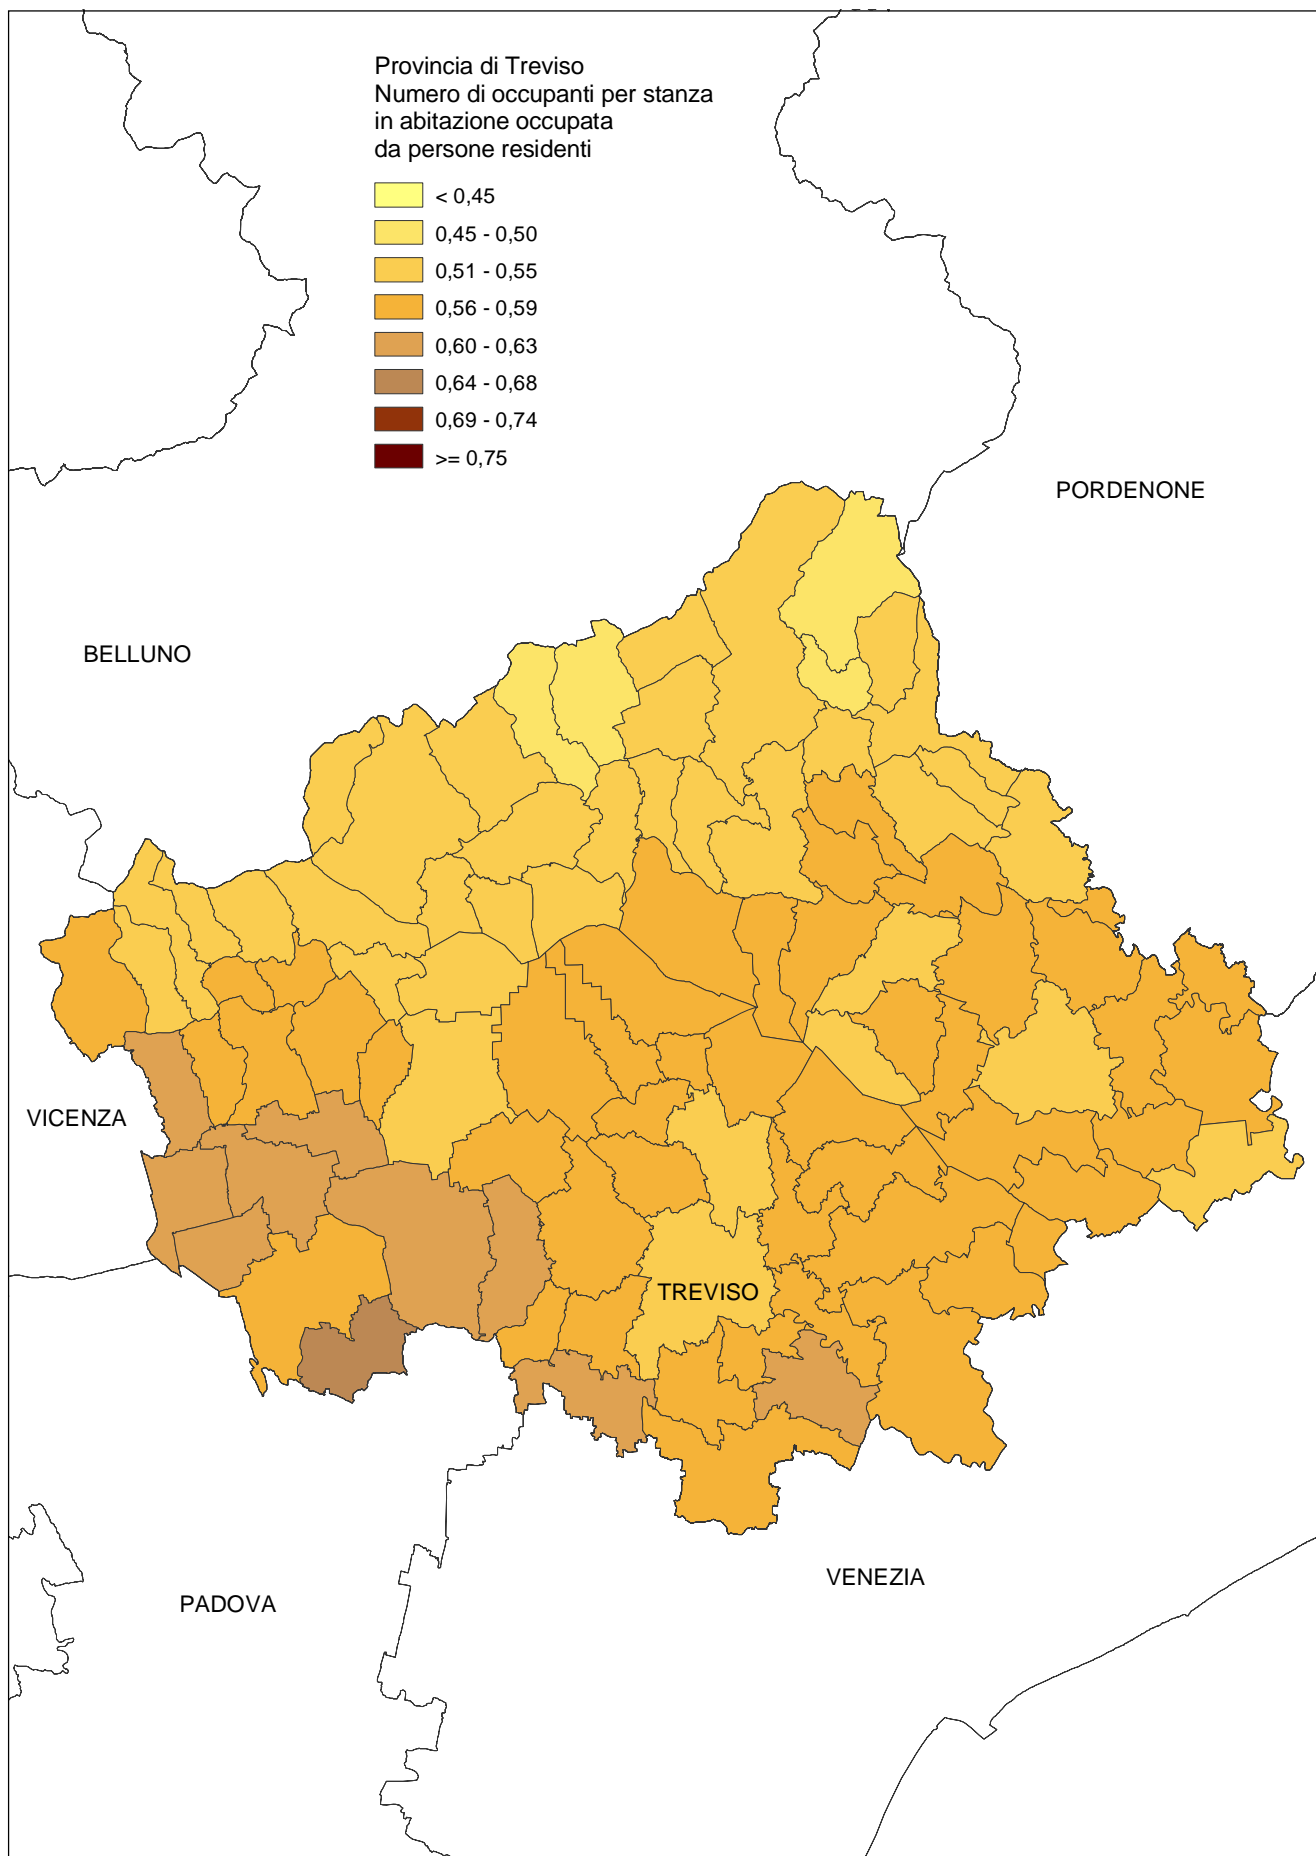 Provincia di Treviso
Numero di occupanti per stanza
in abitazione occupata
da persone residenti
< 0,45
0,45 - 0,50
0,51 - 0,55
0,56 - 0,59
0,60 - 0,63
0,64 - 0,68
0,69 - 0,74
>= 0,75
PORDENONE
BELLUNO
VICENZA
TREVISO
VENEZIA
PADOVA